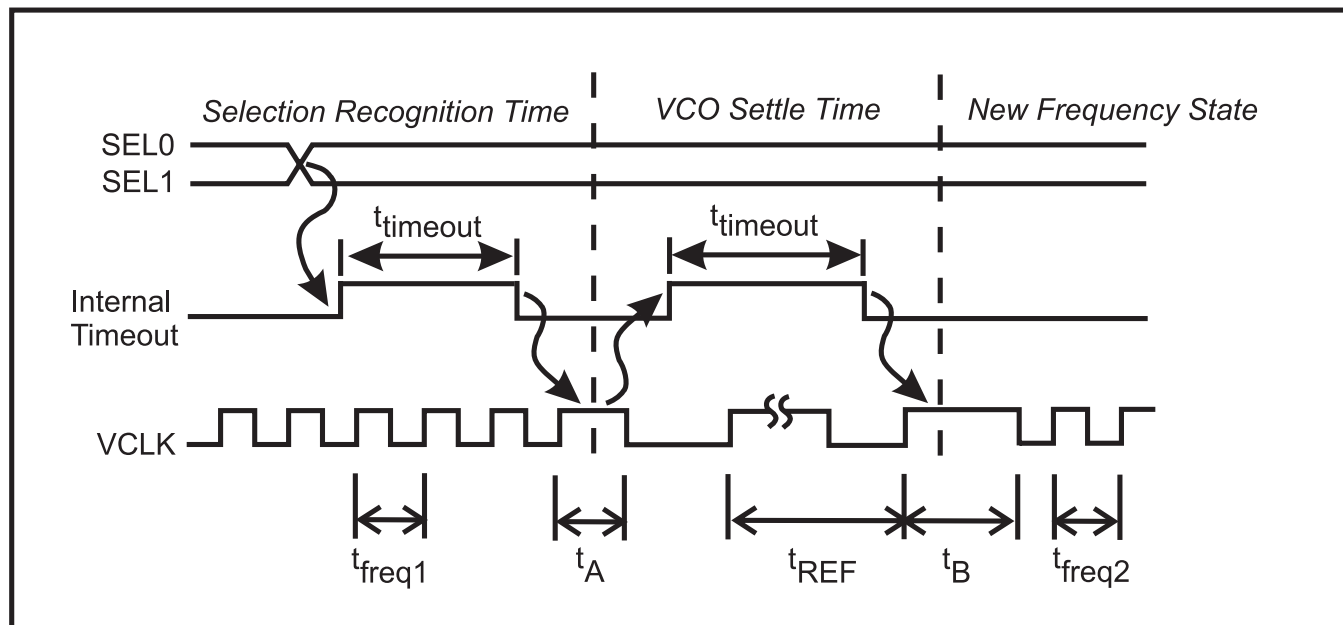 Selection Recognition Time
VCO Settle Time
New Frequency State
SEL0
SEL1
ttimeout
ttimeout
Internal
Timeout
VCLK
tfreq1
tA
tREF
tB
tfreq2